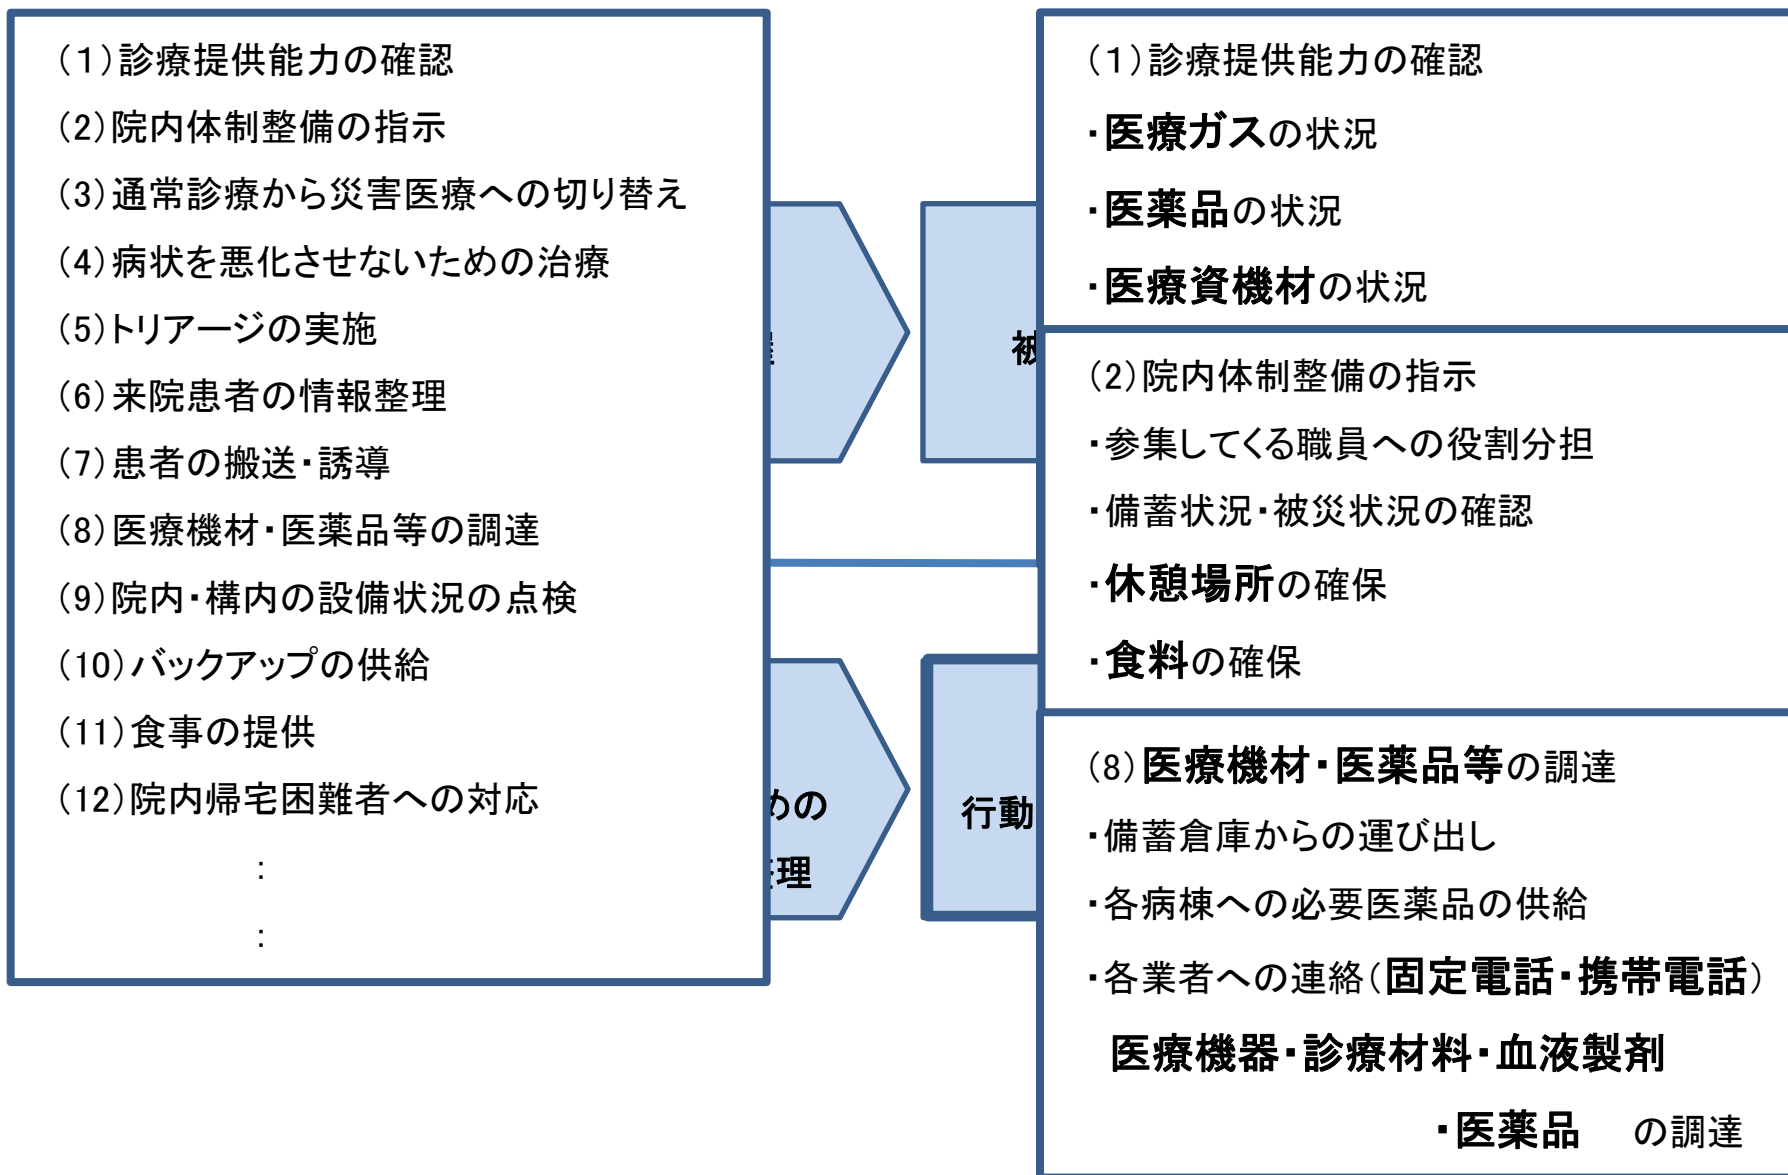 (1)診療提供能力の確認
(2)院内体制整備の指示
(3)通常診療から災害医療への切り替え
(4)病状を悪化させないための治療
(5)トリアージの実施
(6)来院患者の情報整理
(7)患者の搬送・誘導
(8)医療機材・医薬品等の調達
(9)院内・構内の設備状況の点検
(10)バックアップの供給
(11)食事の提供
(12)院内帰宅困難者への対応
:
:
被
めの
理
行動
(1)診療提供能力の確認
・医療ガスの状況
・医薬品の状況
・医療資機材の状況
(2)院内体制整備の指示
・参集してくる職員への役割分担
・備蓄状況・被災状況の確認
・休憩場所の確保
・食料の確保
(8)医療機材・医薬品等の調達
・備蓄倉庫からの運び出し
・各病棟への必要医薬品の供給
・各業者への連絡(固定電話・携帯電話)
医療機器・診療材料・血液製剤
・医薬品 の調達